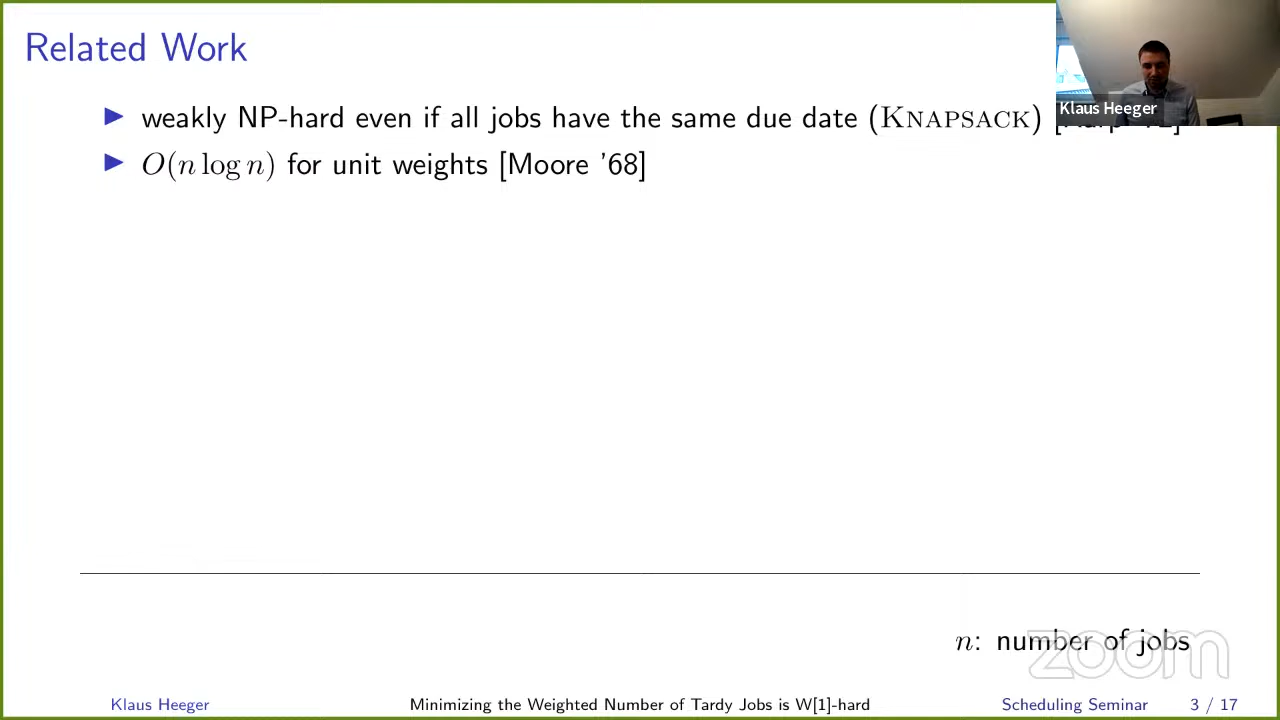 Related Work
Klaus Heeger
▶ weakly NP-hard even if all jobs have the same due date (KNAPSACK)
▶ O(n log n) for unit weights [Moore '68]
n: number of jobs
zoom
Klaus Heeger Minimizing the Weighted Number of Tardy Jobs is W[1]-hard Scheduling Seminar 3 / 17